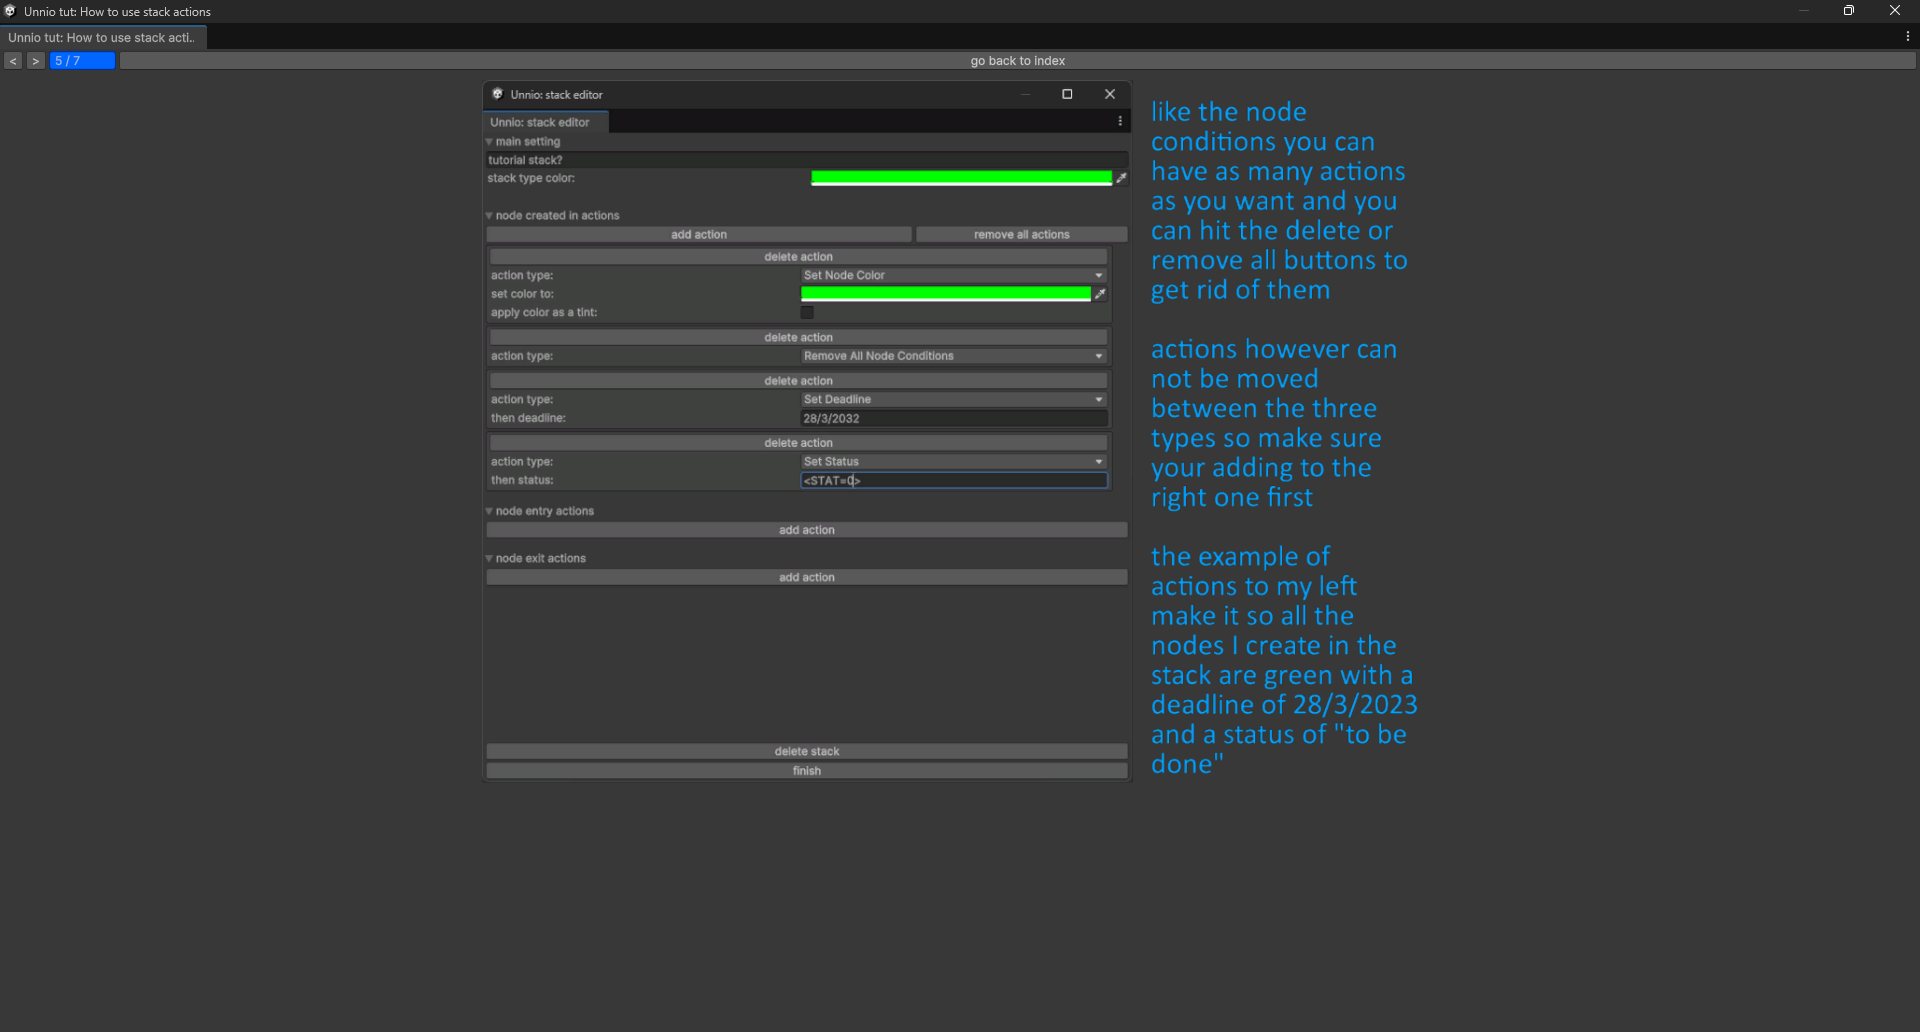 Unnio tut: How to use stack actions
Unnio tut: How to use stack acti..
< > 5 / 7 go back to index
Unnio: stack editor
Unnio: stack editor
main setting
tutorial stack?
stack type color:
node created in actions
add action remove all actions
delete action
action type: Set Node Color
set color to:
apply color as a tint:
delete action
action type: Remove All Node Conditions
delete action
action type: Set Deadline
then deadline: 28/3/2032
delete action
action type: Set Status
then status: <STAT=0>
node entry actions
add action
node exit actions
add action
delete stack
finish
like the node
conditions you can
have as many actions
as you want and you
can hit the delete or
remove all buttons to
get rid of them
actions however can
not be moved
between the three
types so make sure
your adding to the
right one first
the example of
actions to my left
make it so all the
nodes I create in the
stack are green with a
deadline of 28/3/2023
and a status of "to be
done"